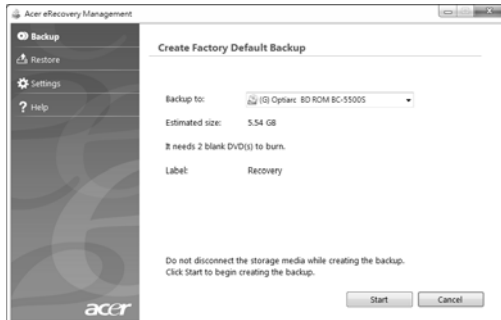 Acer eRecovery Management
Backup
Restore
Settings
Help
Create Factory Default Backup
Backup to: (G) Optiarc BD ROM BC-5500S
Estimated size: 5.54 GB
It needs 2 blank DVD(s) to burn.
Label: Recovery
Do not disconnect the storage media while creating the backup.
Click Start to begin creating the backup.
Start Cancel
acer